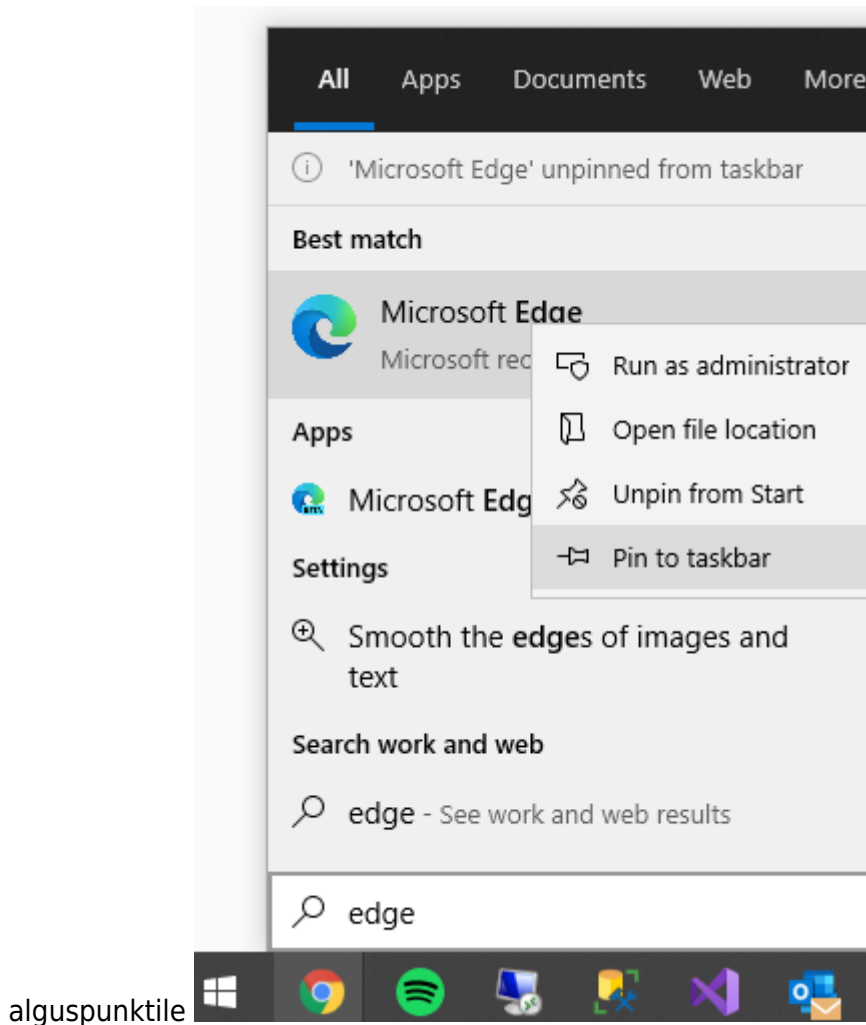 All Apps Documents Web More
'Microsoft Edge' unpinned from taskbar
Best match
Microsoft Edge
Microsoft
Run as administrator
Apps
Open file location
Microsoft
Unpin from Start
Settings
Pin to taskbar
Smooth the edges of images and
text
Search work and web
edge - See work and web results
edge
alguspunktile